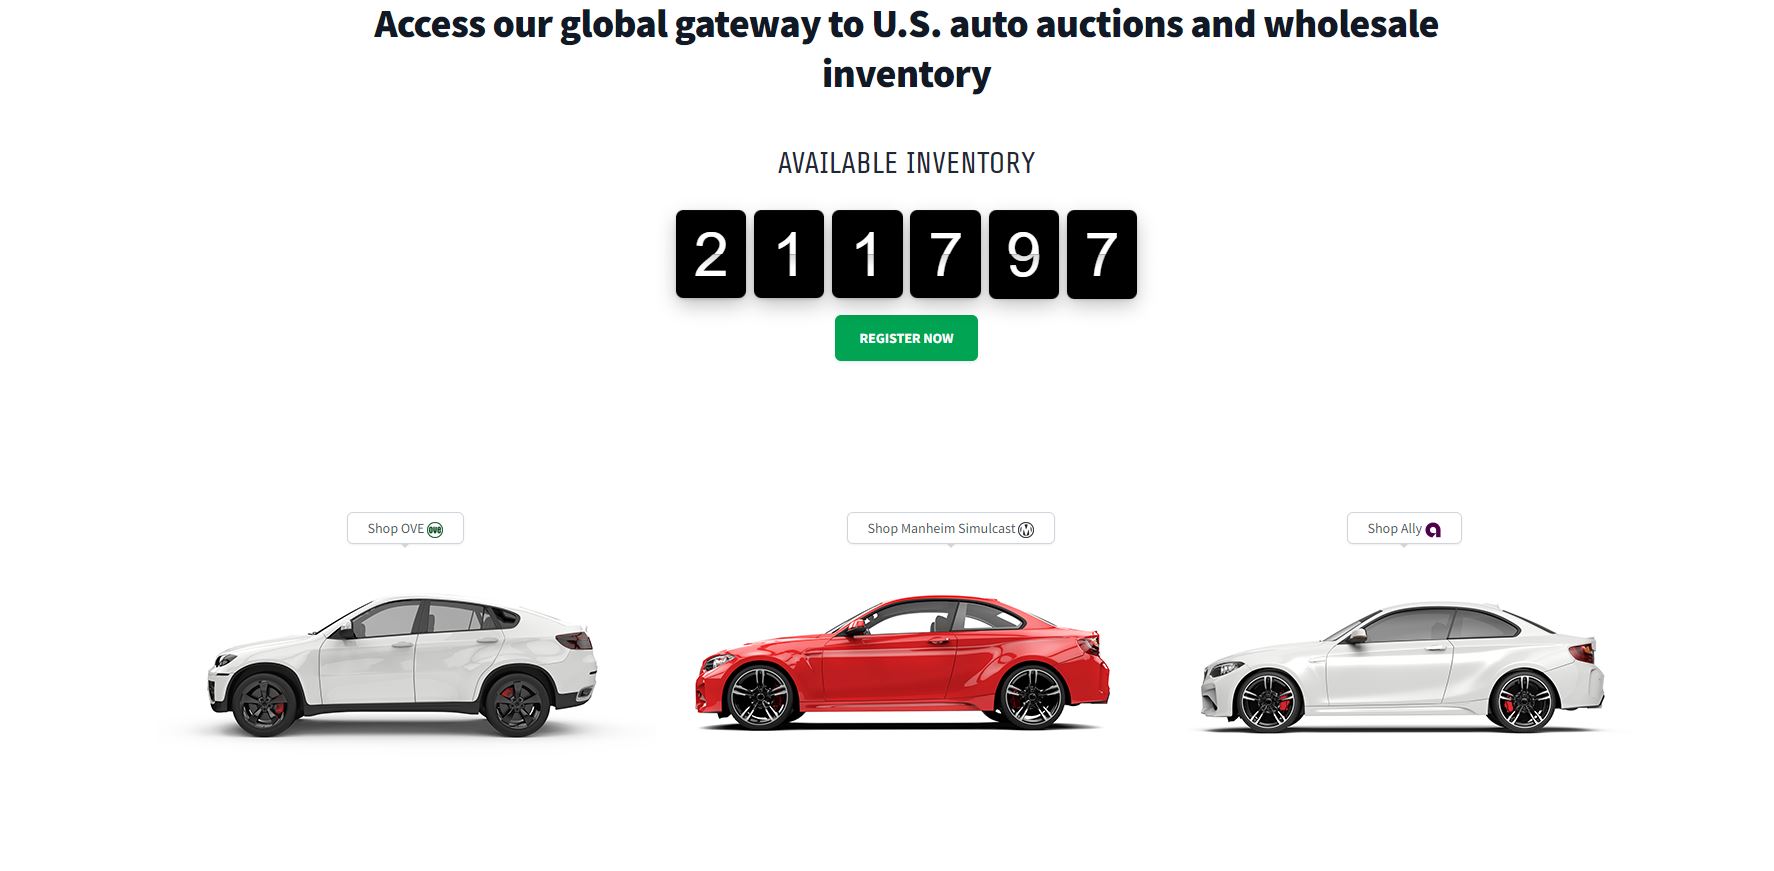 Access our global gateway to U.S. auto auctions and wholesale
inventory
AVAILABLE INVENTORY
2 1 1 7 9 7
REGISTER NOW
Shop OVE ove
Shop Manheim Simulcast
Shop Ally a